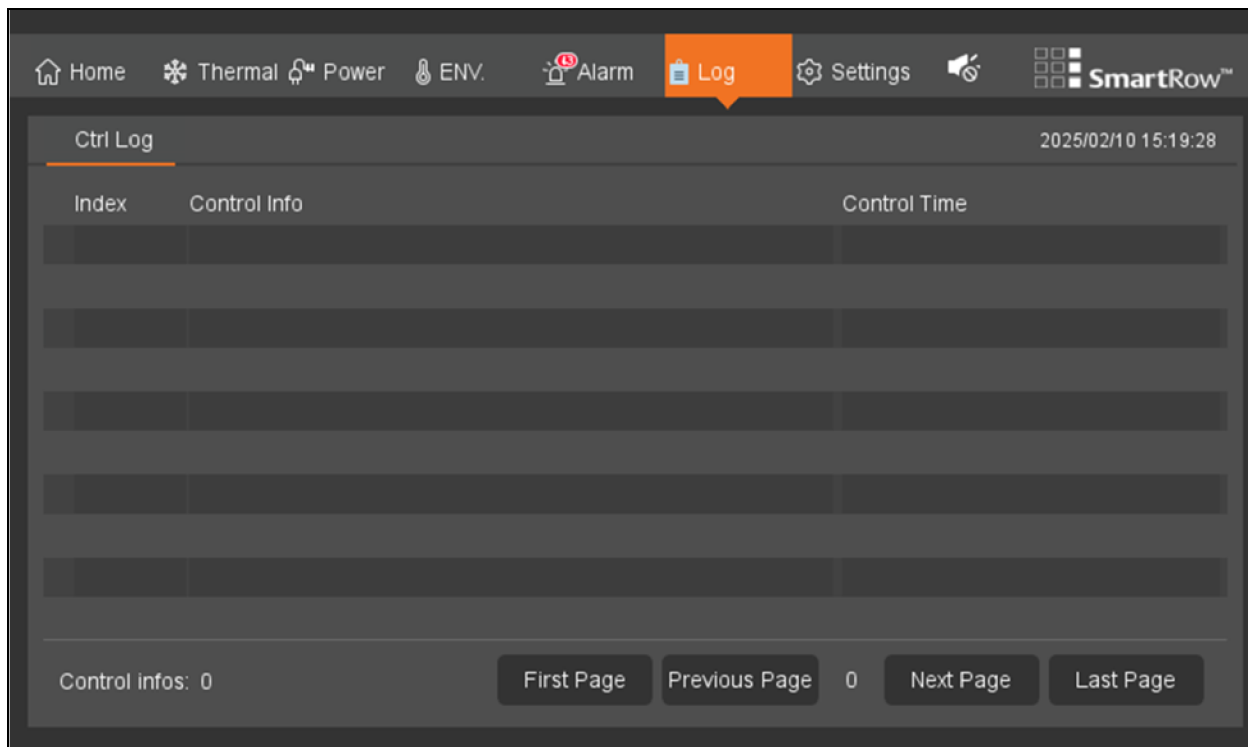 Home Thermal Power ENV. 63 Alarm Log Settings SmartRow™
Ctrl Log 2025/02/10 15:19:28
Index Control Info Control Time
Control infos: 0 First Page Previous Page 0 Next Page Last Page